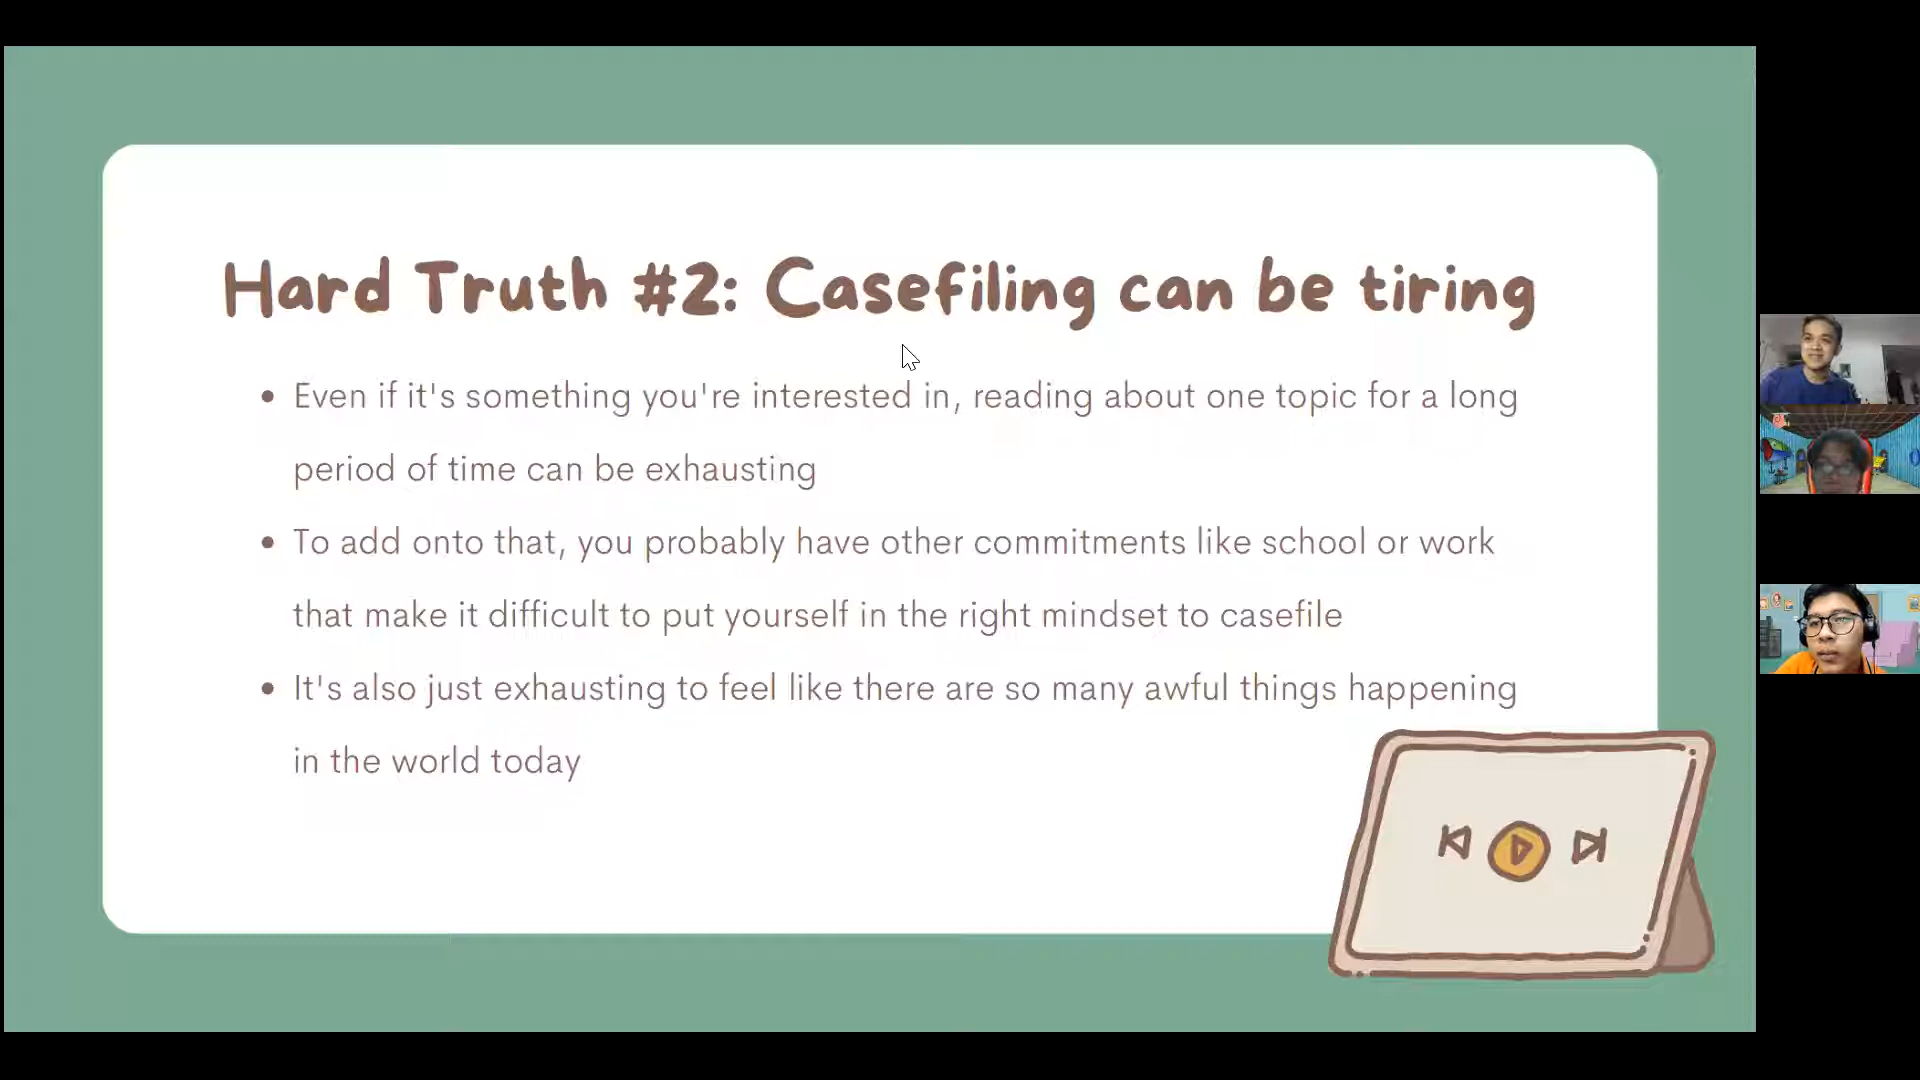 Hard Truth #2: Casefiling can be tiring
• Even if it's something you're interested in, reading about one topic for a long
period of time can be exhausting
• To add onto that, you probably have other commitments like school or work
that make it difficult to put yourself in the right mindset to casefile
• It's also just exhausting to feel like there are so many awful things happening
in the world today